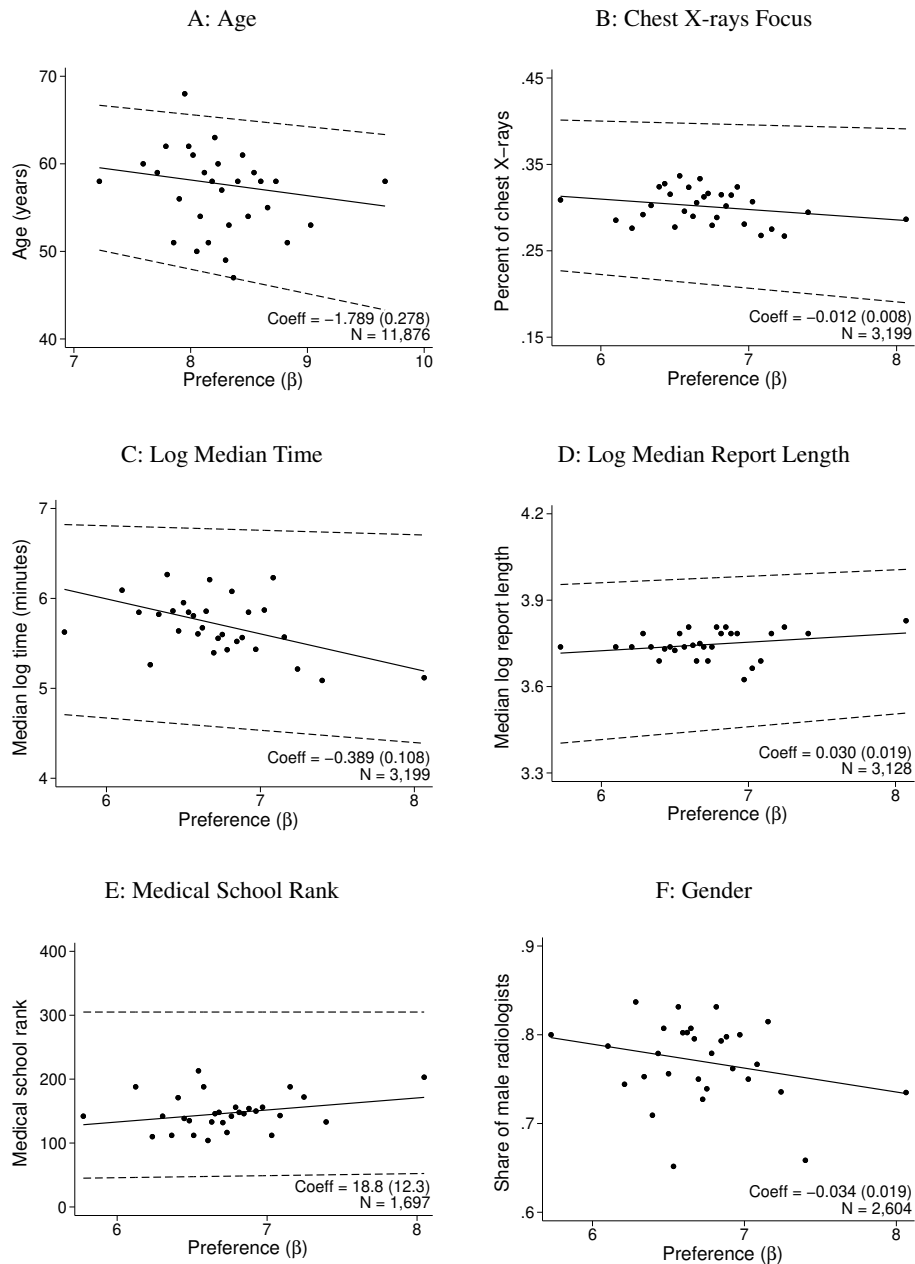 A: Age
70
60
50
40
Age (years)
Coeff = −1.789 (0.278)
N = 11,876
7
8
9
10
Preference (β)
B: Chest X-rays Focus
.45
.35
.25
.15
Percent of chest X−rays
Coeff = −0.012 (0.008)
N = 3,199
6
7
8
Preference (β)
C: Log Median Time
7
6
5
4
Median log time (minutes)
Coeff = −0.389 (0.108)
N = 3,199
6
7
8
Preference (β)
D: Log Median Report Length
4.2
3.9
3.6
3.3
Median log report length
Coeff = 0.030 (0.019)
N = 3,128
6
7
8
Preference (β)
E: Medical School Rank
400
300
200
100
0
Medical school rank
Coeff = 18.8 (12.3)
N = 1,697
6
7
8
Preference (β)
F: Gender
.9
.8
.7
.6
Share of male radiologists
Coeff = −0.034 (0.019)
N = 2,604
6
7
8
Preference (β)